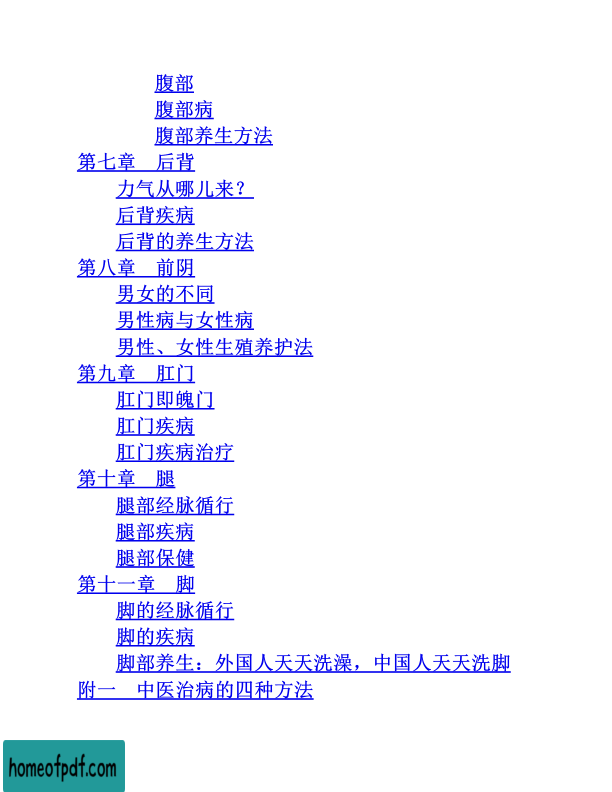 腹部
腹部病
腹部养生方法
第七章　后背
力气从哪儿来？
后背疾病
后背的养生方法
第八章　前阴
男女的不同
男性病与女性病
男性、女性生殖养护法
第九章　肛门
肛门即魄门
肛门疾病
肛门疾病治疗
第十章　腿
腿部经脉循行
腿部疾病
腿部保健
第十一章　脚
脚的经脉循行
脚的疾病
脚部养生：外国人天天洗澡，中国人天天洗脚
附一　中医治病的四种方法
homeofpdf.com